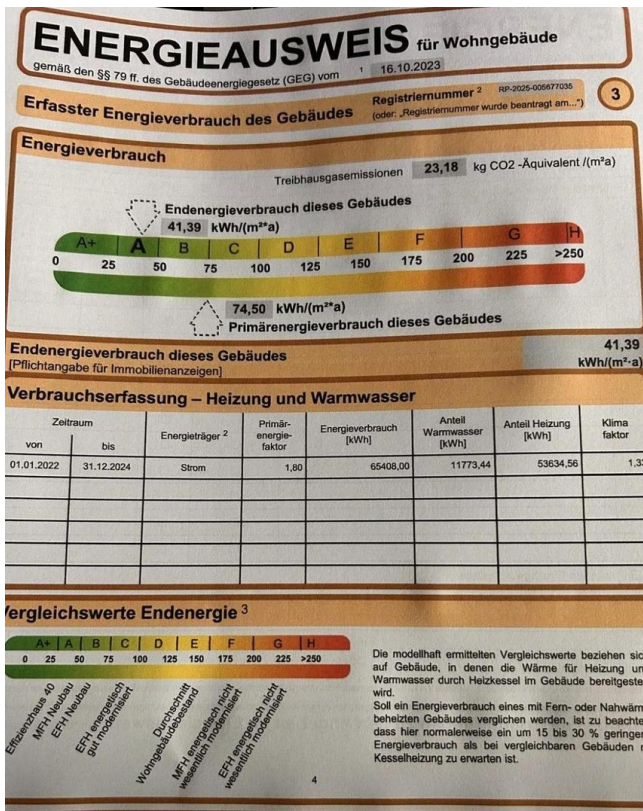 ENERGIEAUSWEIS für Wohngebäude
gemäß den §§ 79 ff. des Gebäudeenergiegesetz (GEG) vom ¹ 16.10.2023
Erfasster Energieverbrauch des Gebäudes
Registriernummer ² RP-2025-005677035
(oder: „Registriernummer wurde beantragt am...")
3
Energieverbrauch
Treibhausgasemissionen 23,18 kg CO2 -Äquivalent /(m²a)
Endenergieverbrauch dieses Gebäudes
41,39 kWh/(m²*a)
A+ A B C D E F G H
0 25 50 75 100 125 150 175 200 225 >250
74,50 kWh/(m²*a)
Primärenergieverbrauch dieses Gebäudes
Endenergieverbrauch dieses Gebäudes
[Pflichtangabe für Immobilienanzeigen]
41,39
kWh/(m²·a)
Verbrauchserfassung – Heizung und Warmwasser
Zeitraum
von bis
Energieträger ²
Primär-
energie-
faktor
Energieverbrauch
[kWh]
Anteil
Warmwasser
[kWh]
Anteil Heizung
[kWh]
Klima
faktor
01.01.2022 31.12.2024 Strom 1,80 65408,00 11773,44 53634,56 1,33
Vergleichswerte Endenergie ³
A+ A B C D E F G H
0 25 50 75 100 125 150 175 200 225 >250
Effizienzhaus 40
MFH Neubau
EFH Neubau
EFH energetisch
gut modernisiert
Durchschnitt
Wohngebäudebestand
MFH energetisch nicht
wesentlich modernisiert
EFH energetisch nicht
wesentlich modernisiert
Die modellhaft ermittelten Vergleichswerte beziehen sic
auf Gebäude, in denen die Wärme für Heizung un
Warmwasser durch Heizkessel im Gebäude bereitgeste
wird.
Soll ein Energieverbrauch eines mit Fern- oder Nahwärm
beheizten Gebäudes verglichen werden, ist zu beachte
dass hier normalerweise ein um 15 bis 30 % geringer
Energieverbrauch als bei vergleichbaren Gebäuden
Kesselheizung zu erwarten ist.
4